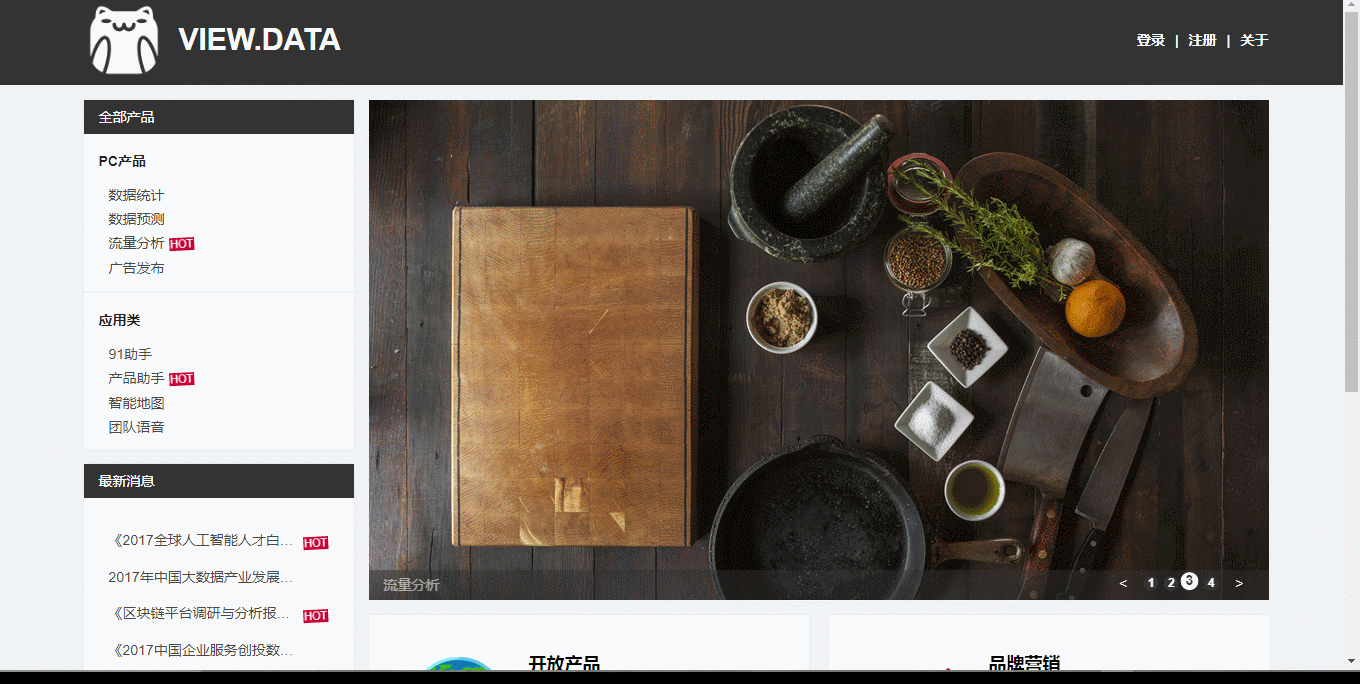 VIEW.DATA
登录 | 注册 | 关于
全部产品
PC产品
数据统计
数据预测
流量分析 HOT
广告发布
应用类
91助手
产品助手 HOT
智能地图
团队语音
最新消息
《2017全球人工智能人才白... HOT
2017年中国大数据产业发展...
《区块链平台调研与分析报... HOT
《2017中国企业服务创投数...
流量分析
< 1 2 3 4 >
开放产品
品牌营销